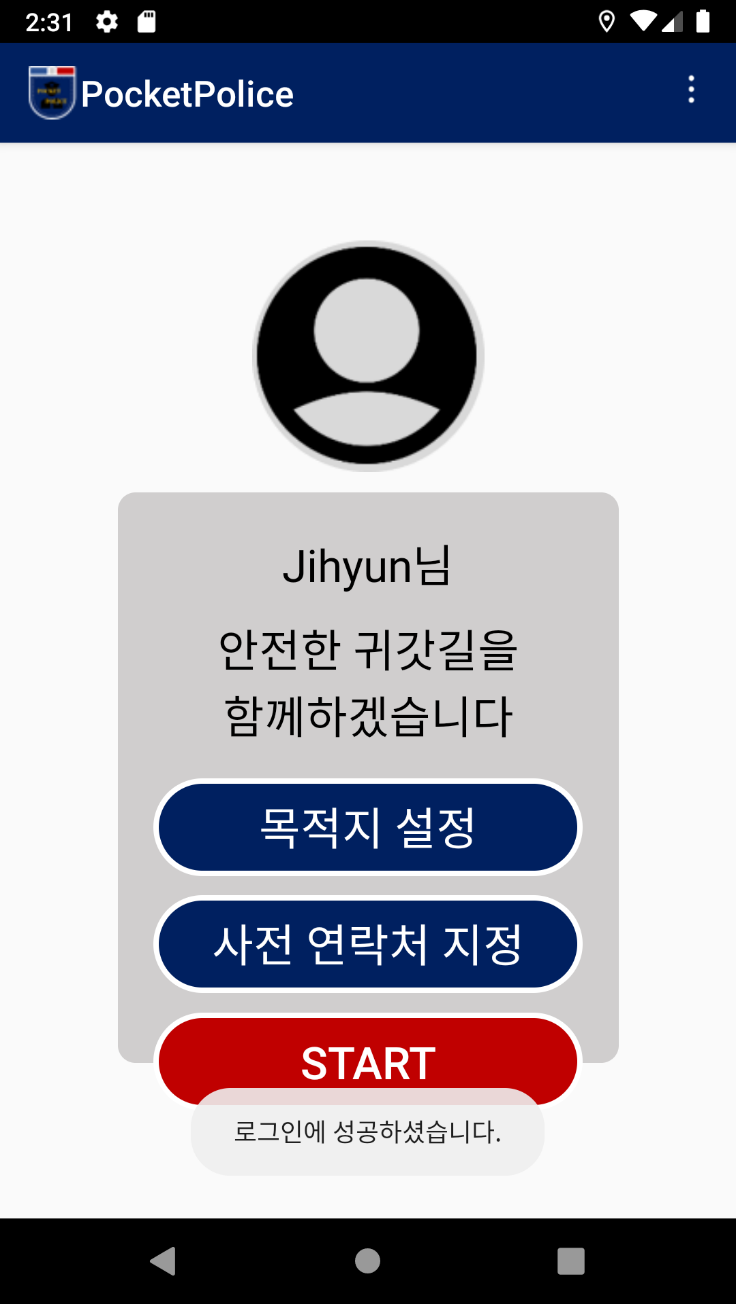 2:31
PocketPolice
Jihyun님
안전한 귀갓길을
함께하겠습니다
목적지 설정
사전 연락처 지정
START
로그인에 성공하셨습니다.